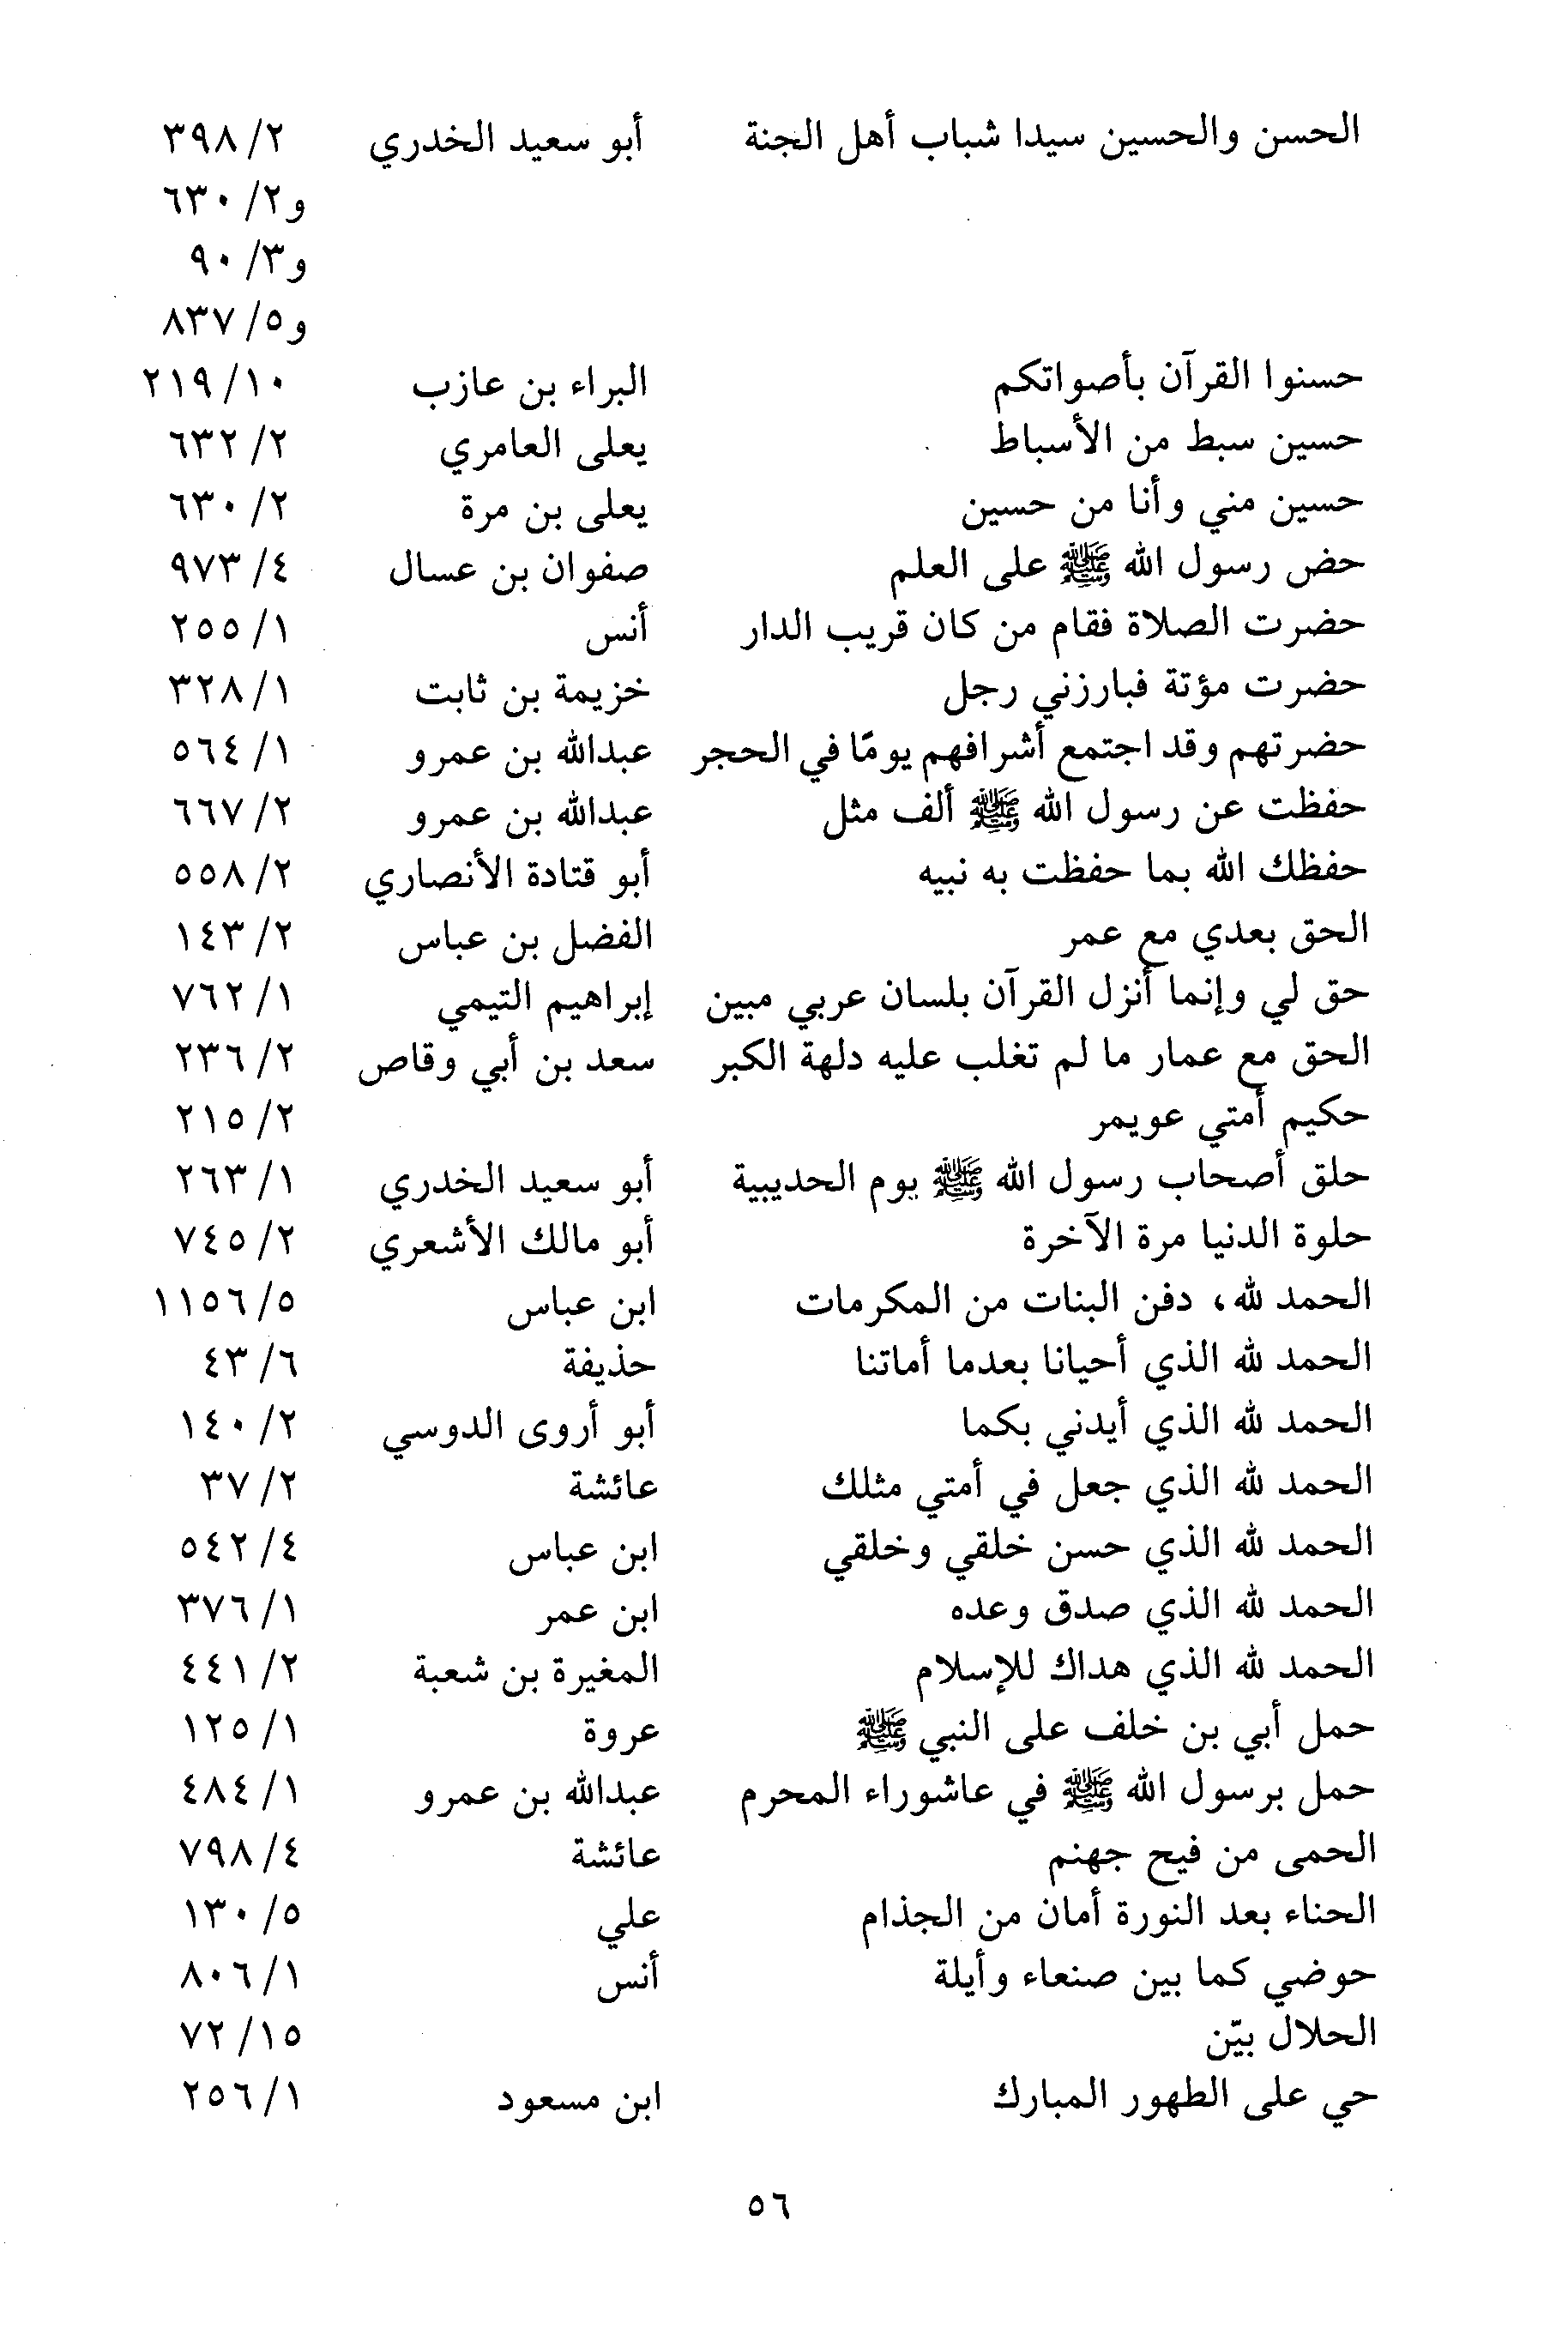 الحسن والحسين سيدا شباب أهل الجنة أبو سعيد الخدري ٢/ ٣٩٨
و٢/ ٦٣٠
و٣/ ٩٠
و٥/ ٨٣٧
حسنوا القرآن بأصواتكم البراء بن عازب ١٠/ ٢١٩
حسين سبط من الأسباط يعلى العامري ٢/ ٦٣٢
حسين مني وأنا من حسين يعلى بن مرة ٢/ ٦٣٠
حض رسول الله ﷺ على العلم صفوان بن عسال ٤/ ٩٧٣
حضرت الصلاة فقام من كان قريب الدار أنس ١/ ٢٥٥
حضرت مؤتة فبارزني رجل خزيمة بن ثابت ١/ ٣٢٨
حضرتهم وقد اجتمع أشرافهم يومًا في الحجر عبدالله بن عمرو ١/ ٥٦٤
حفظت عن رسول الله ﷺ ألف مثل عبدالله بن عمرو ٢/ ٦٦٧
حفظك الله بما حفظت به نبيه أبو قتادة الأنصاري ٢/ ٥٥٨
الحق بعدي مع عمر الفضل بن عباس ٢/ ١٤٣
حق لي وإنما أنزل القرآن بلسان عربي مبين إبراهيم التيمي ١/ ٧٦٢
الحق مع عمار ما لم تغلب عليه دلهة الكبر سعد بن أبي وقاص ٢/ ٢٣٦
حكيم أمتي عويمر ٢/ ٢١٥
حلق أصحاب رسول الله ﷺ يوم الحديبية أبو سعيد الخدري ١/ ٢٦٣
حلوة الدنيا مرة الآخرة أبو مالك الأشعري ٢/ ٧٤٥
الحمد لله، دفن البنات من المكرمات ابن عباس ٥/ ١١٥٦
الحمد لله الذي أحيانا بعدما أماتنا حذيفة ٦/ ٤٣
الحمد لله الذي أيدني بكما أبو أروى الدوسي ٢/ ١٤٠
الحمد لله الذي جعل في أمتي مثلك عائشة ٢/ ٣٧
الحمد لله الذي حسن خلقي وخلقي ابن عباس ٤/ ٥٤٢
الحمد لله الذي صدق وعده ابن عمر ١/ ٣٧٦
الحمد لله الذي هداك للإسلام المغيرة بن شعبة ٢/ ٤٤١
حمل أبي بن خلف على النبي ﷺ عروة ١/ ١٢٥
حمل برسول الله ﷺ في عاشوراء المحرم عبدالله بن عمرو ١/ ٤٨٤
الحمى من فيح جهنم عائشة ٤/ ٧٩٨
الحناء بعد النورة أمان من الجذام علي ٥/ ١٣٠
حوضي كما بين صنعاء وأيلة أنس ١/ ٨٠٦
الحلال بيّن ١٥/ ٧٢
حي على الطهور المبارك ابن مسعود ١/ ٢٥٦
٥٦